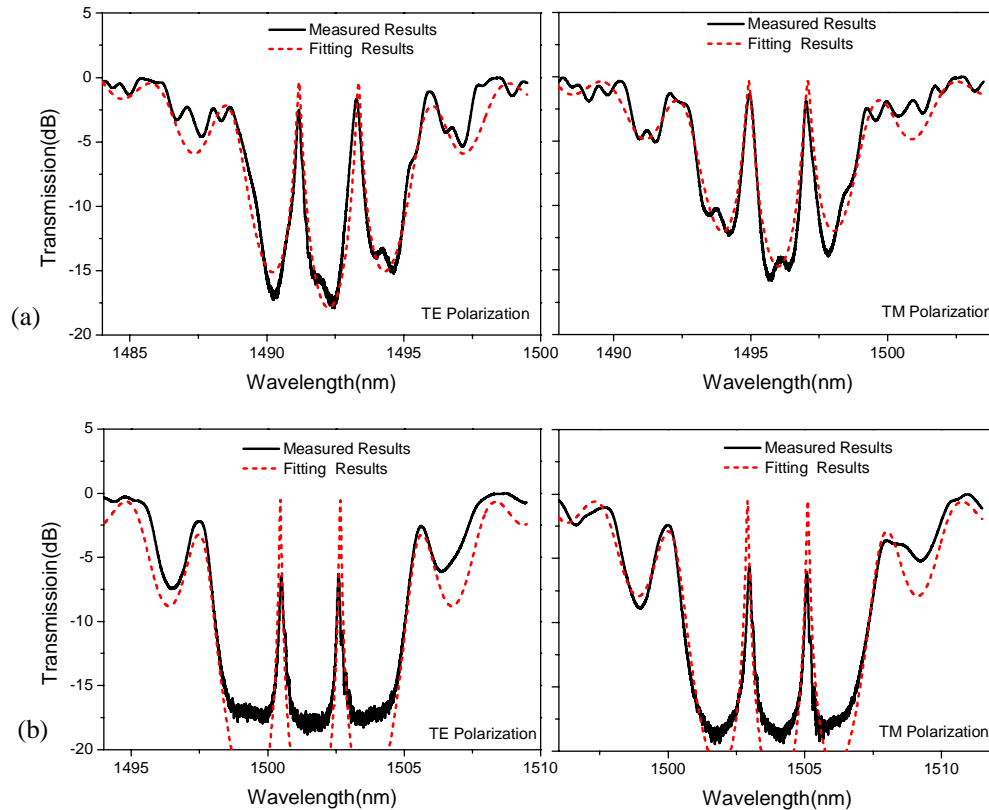 5
0
-5
-10
-15
-20
Transmission(dB)
Measured Results
Fitting Results
TE Polarization
1485
1490
1495
1500
Wavelength(nm)
Measured Results
Fitting Results
TM Polarization
1490
1495
1500
Wavelength(nm)
(a)
5
0
-5
-10
-15
-20
Transmissioin(dB)
Measured Results
Fitting Results
TE Polarization
1495
1500
1505
1510
Wavelength(nm)
Measured Results
Fitting Results
TM Polarization
1500
1505
1510
Wavelength(nm)
(b)